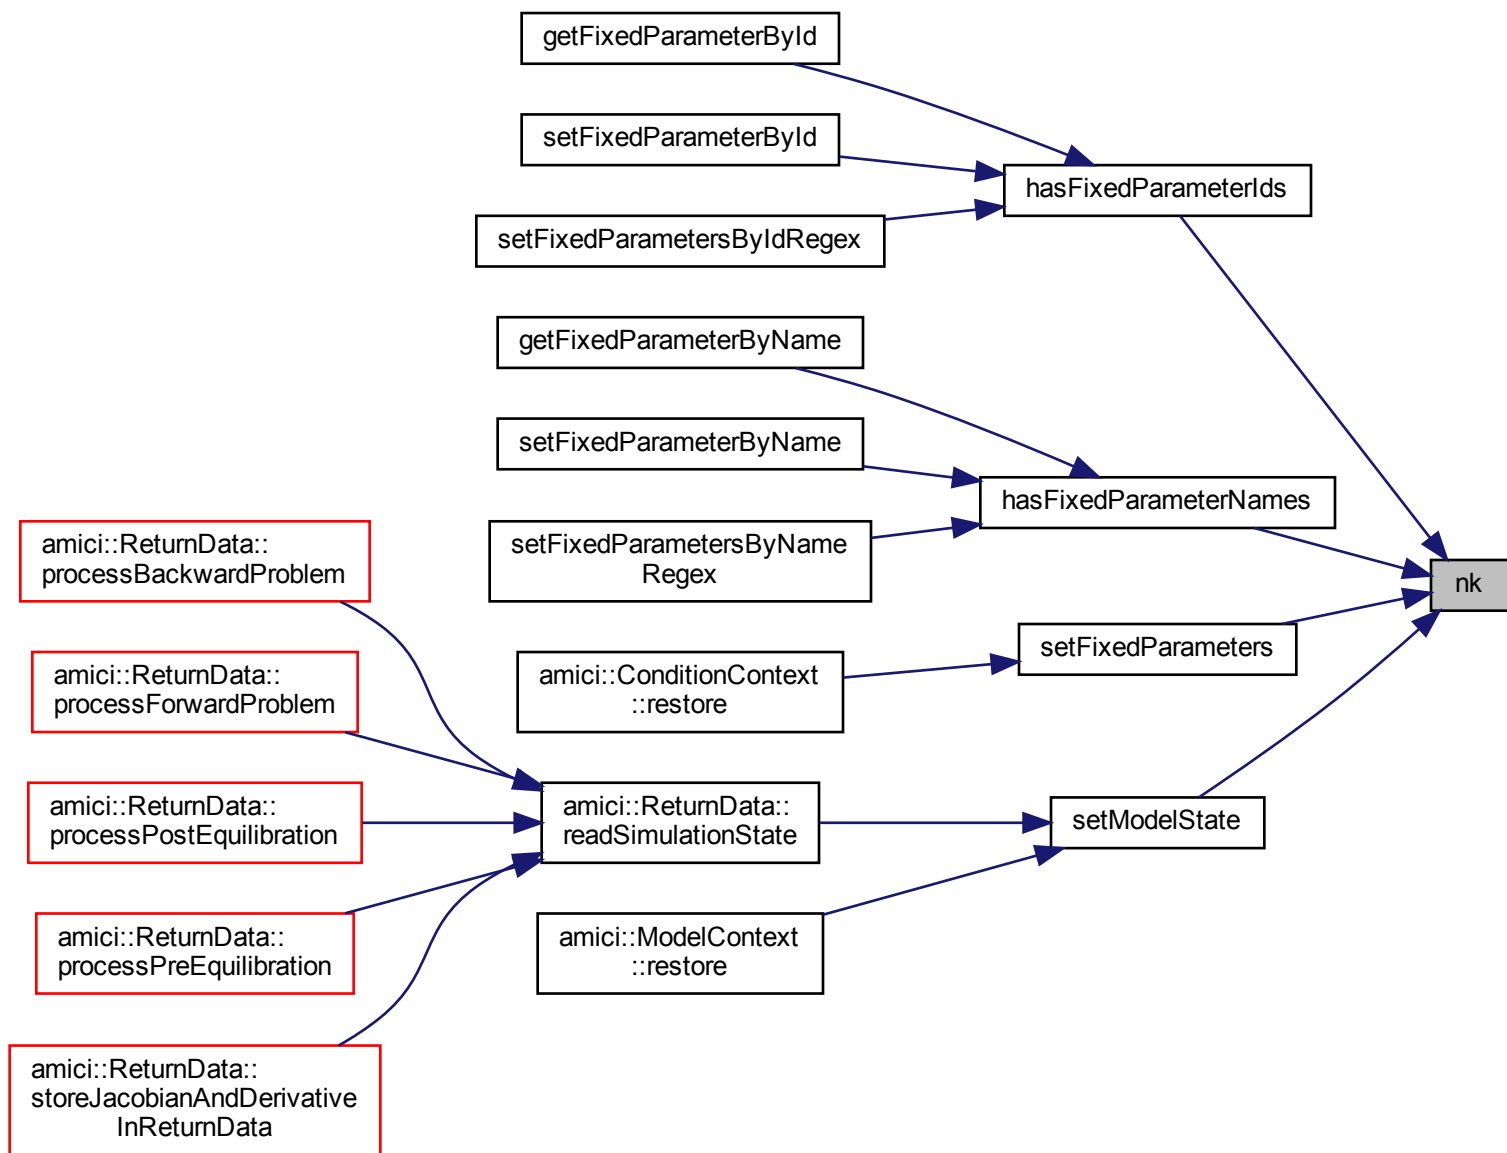 getFixedParameterById
setFixedParameterById
hasFixedParameterIds
setFixedParametersByIdRegex
getFixedParameterByName
setFixedParameterByName
hasFixedParameterNames
setFixedParametersByName
Regex
amici::ReturnData::
processBackwardProblem
nk
amici::ReturnData::
processForwardProblem
amici::ConditionContext
::restore
setFixedParameters
amici::ReturnData::
processPostEquilibration
amici::ReturnData::
readSimulationState
setModelState
amici::ReturnData::
processPreEquilibration
amici::ModelContext
::restore
amici::ReturnData::
storeJacobianAndDerivative
InReturnData